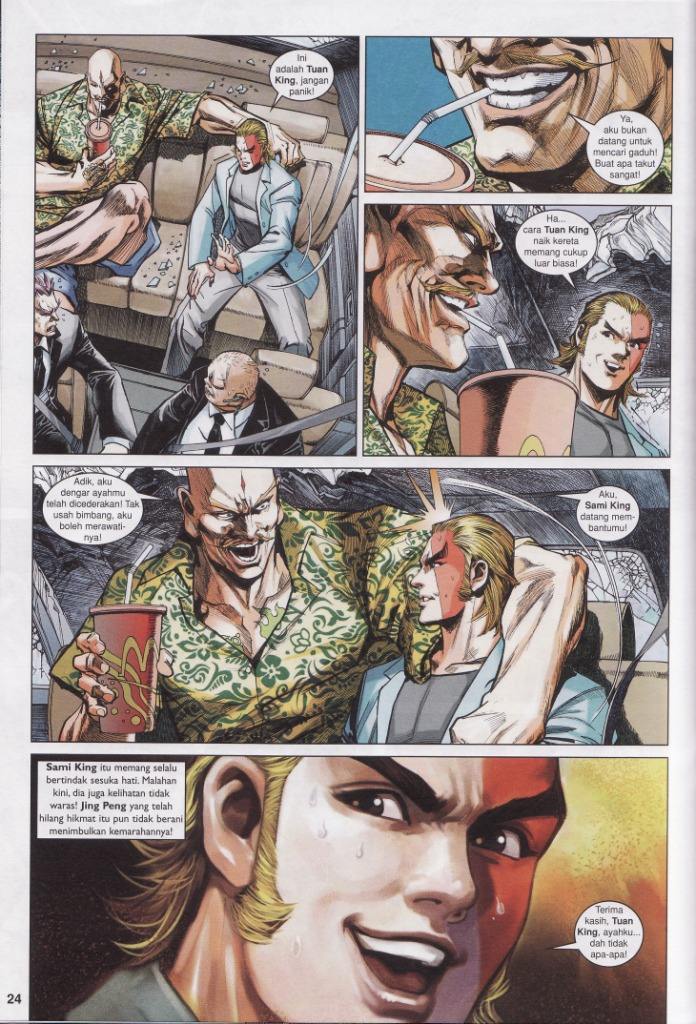 Ini
adalah Tuan
King, jangan
panik!
Ya,
aku bukan
datang untuk
mencari gaduh!
Buat apa takut
sangat!
Ha...
cara Tuan King
naik kereta
memang cukup
luar biasa!
Adik, aku
dengar ayahmu
telah dicederakan! Tak
usah bimbang, aku
boleh merawati-
nya!
Aku,
Sami King
datang mem-
bantumu!
Sami King itu memang selalu
bertindak sesuka hati. Malahan
kini, dia juga kelihatan tidak
waras! Jing Peng yang telah
hilang hikmat itu pun tidak berani
menimbulkan kemarahannya!
Terima
kasih, Tuan
King, ayahku...
dah tidak
apa-apa!
24